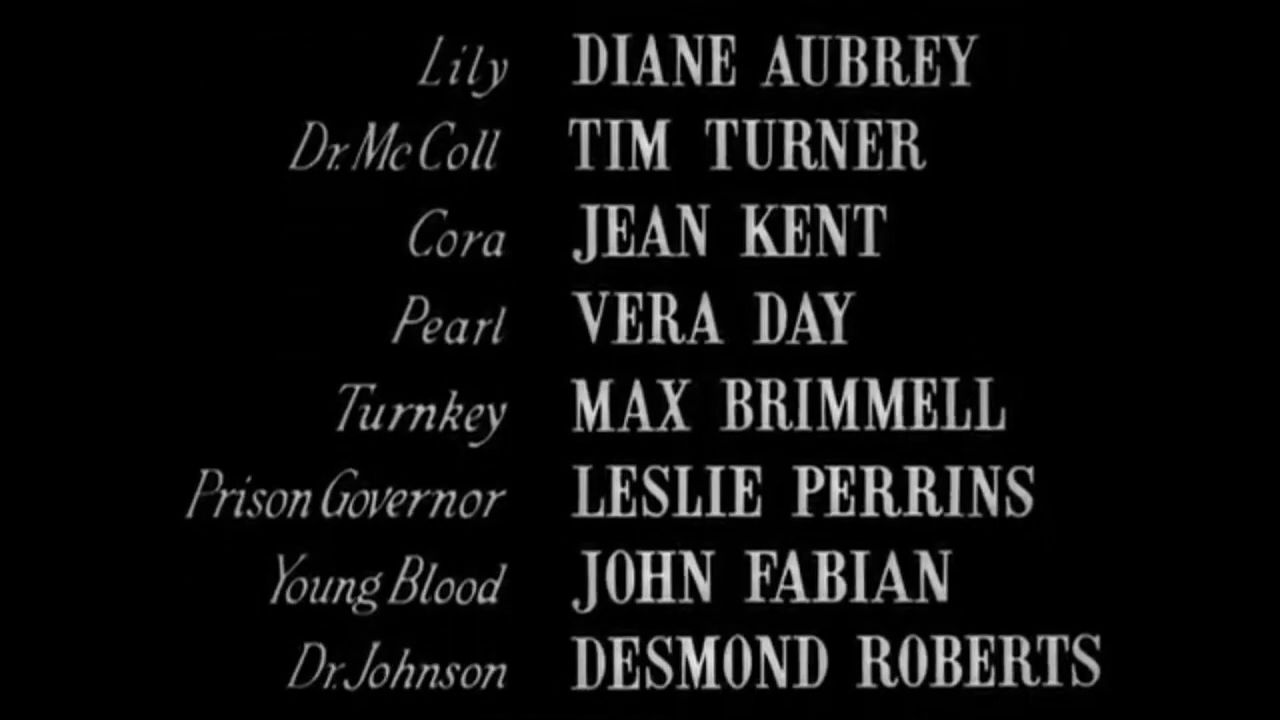 Lily DIANE AUBREY
Dr. McColl TIM TURNER
Cora JEAN KENT
Pearl VERA DAY
Turnkey MAX BRIMMELL
Prison Governor LESLIE PERRINS
Young Blood JOHN FABIAN
Dr. Johnson DESMOND ROBERTS